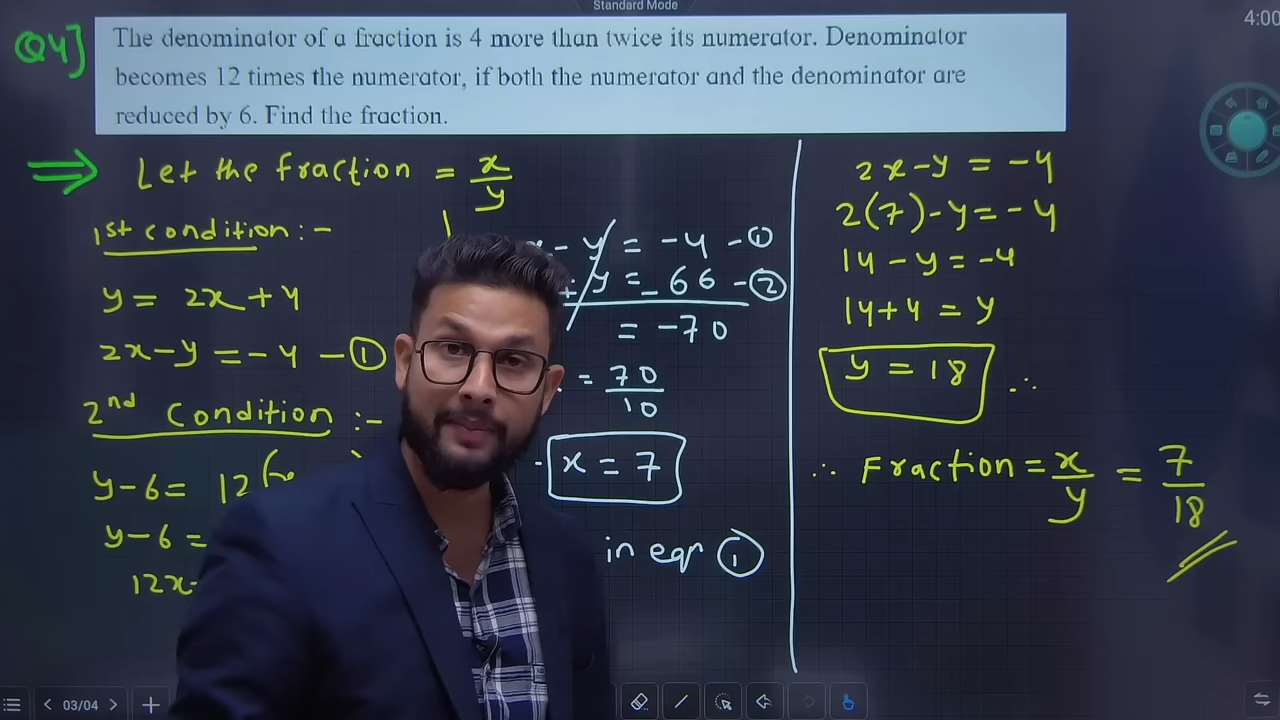 Standard Mode
4:00
Q4]
The denominator of a fraction is 4 more than twice its numerator. Denominator
becomes 12 times the numerator, if both the numerator and the denominator are
reduced by 6. Find the fraction.
⇒ Let the fraction = x/y
1st condition :-
y = 2x + 4
2x - y = -4 - ①
2nd Condition :-
y - 6 = 12(
y - 6 =
12x
- y = -4 - ①
y = -66 - ②
= -70
= 70/10
x = 7
in eqn ①
2x - y = -4
2(7) - y = -4
14 - y = -4
14 + 4 = y
y = 18 ∴
∴ Fraction = x/y = 7/18
03/04